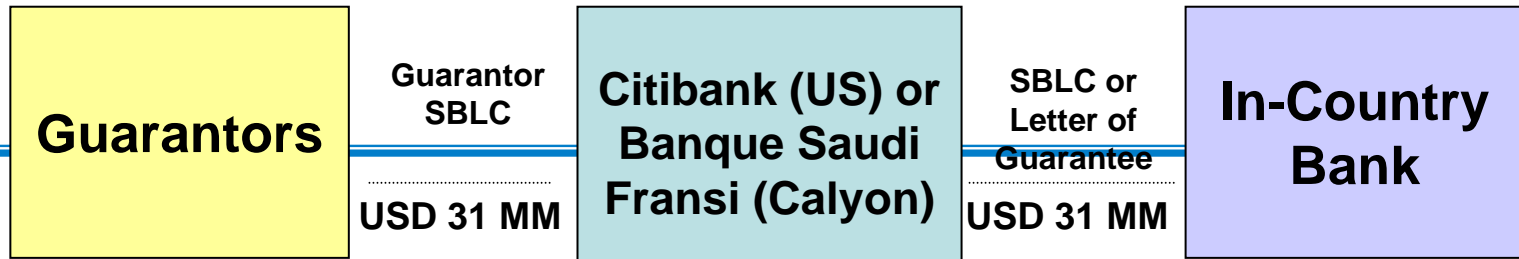 Guarantors
Guarantor
SBLC
USD 31 MM
Citibank (US) or
Banque Saudi
Fransi (Calyon)
SBLC or
Letter of
Guarantee
USD 31 MM
In-Country
Bank